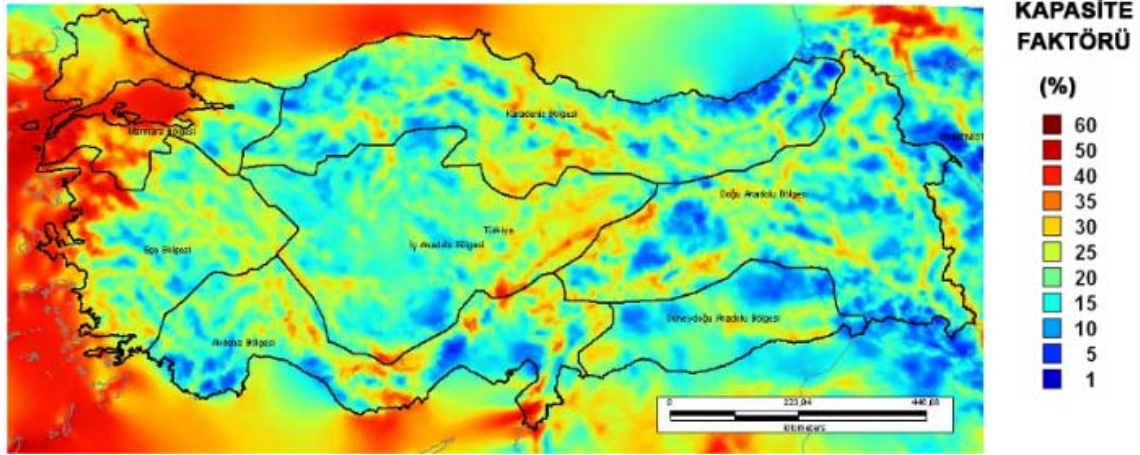 KAPASİTE
FAKTÖRÜ
(%)
60
50
40
35
30
25
20
15
10
5
1
Marmara Bölgesi
Karadeniz Bölgesi
Doğu Anadolu Bölgesi
Türkiye
İç Anadolu Bölgesi
Ege Bölgesi
Güneydoğu Anadolu Bölgesi
Akdeniz Bölgesi
0
223,04
446,08
kilometers